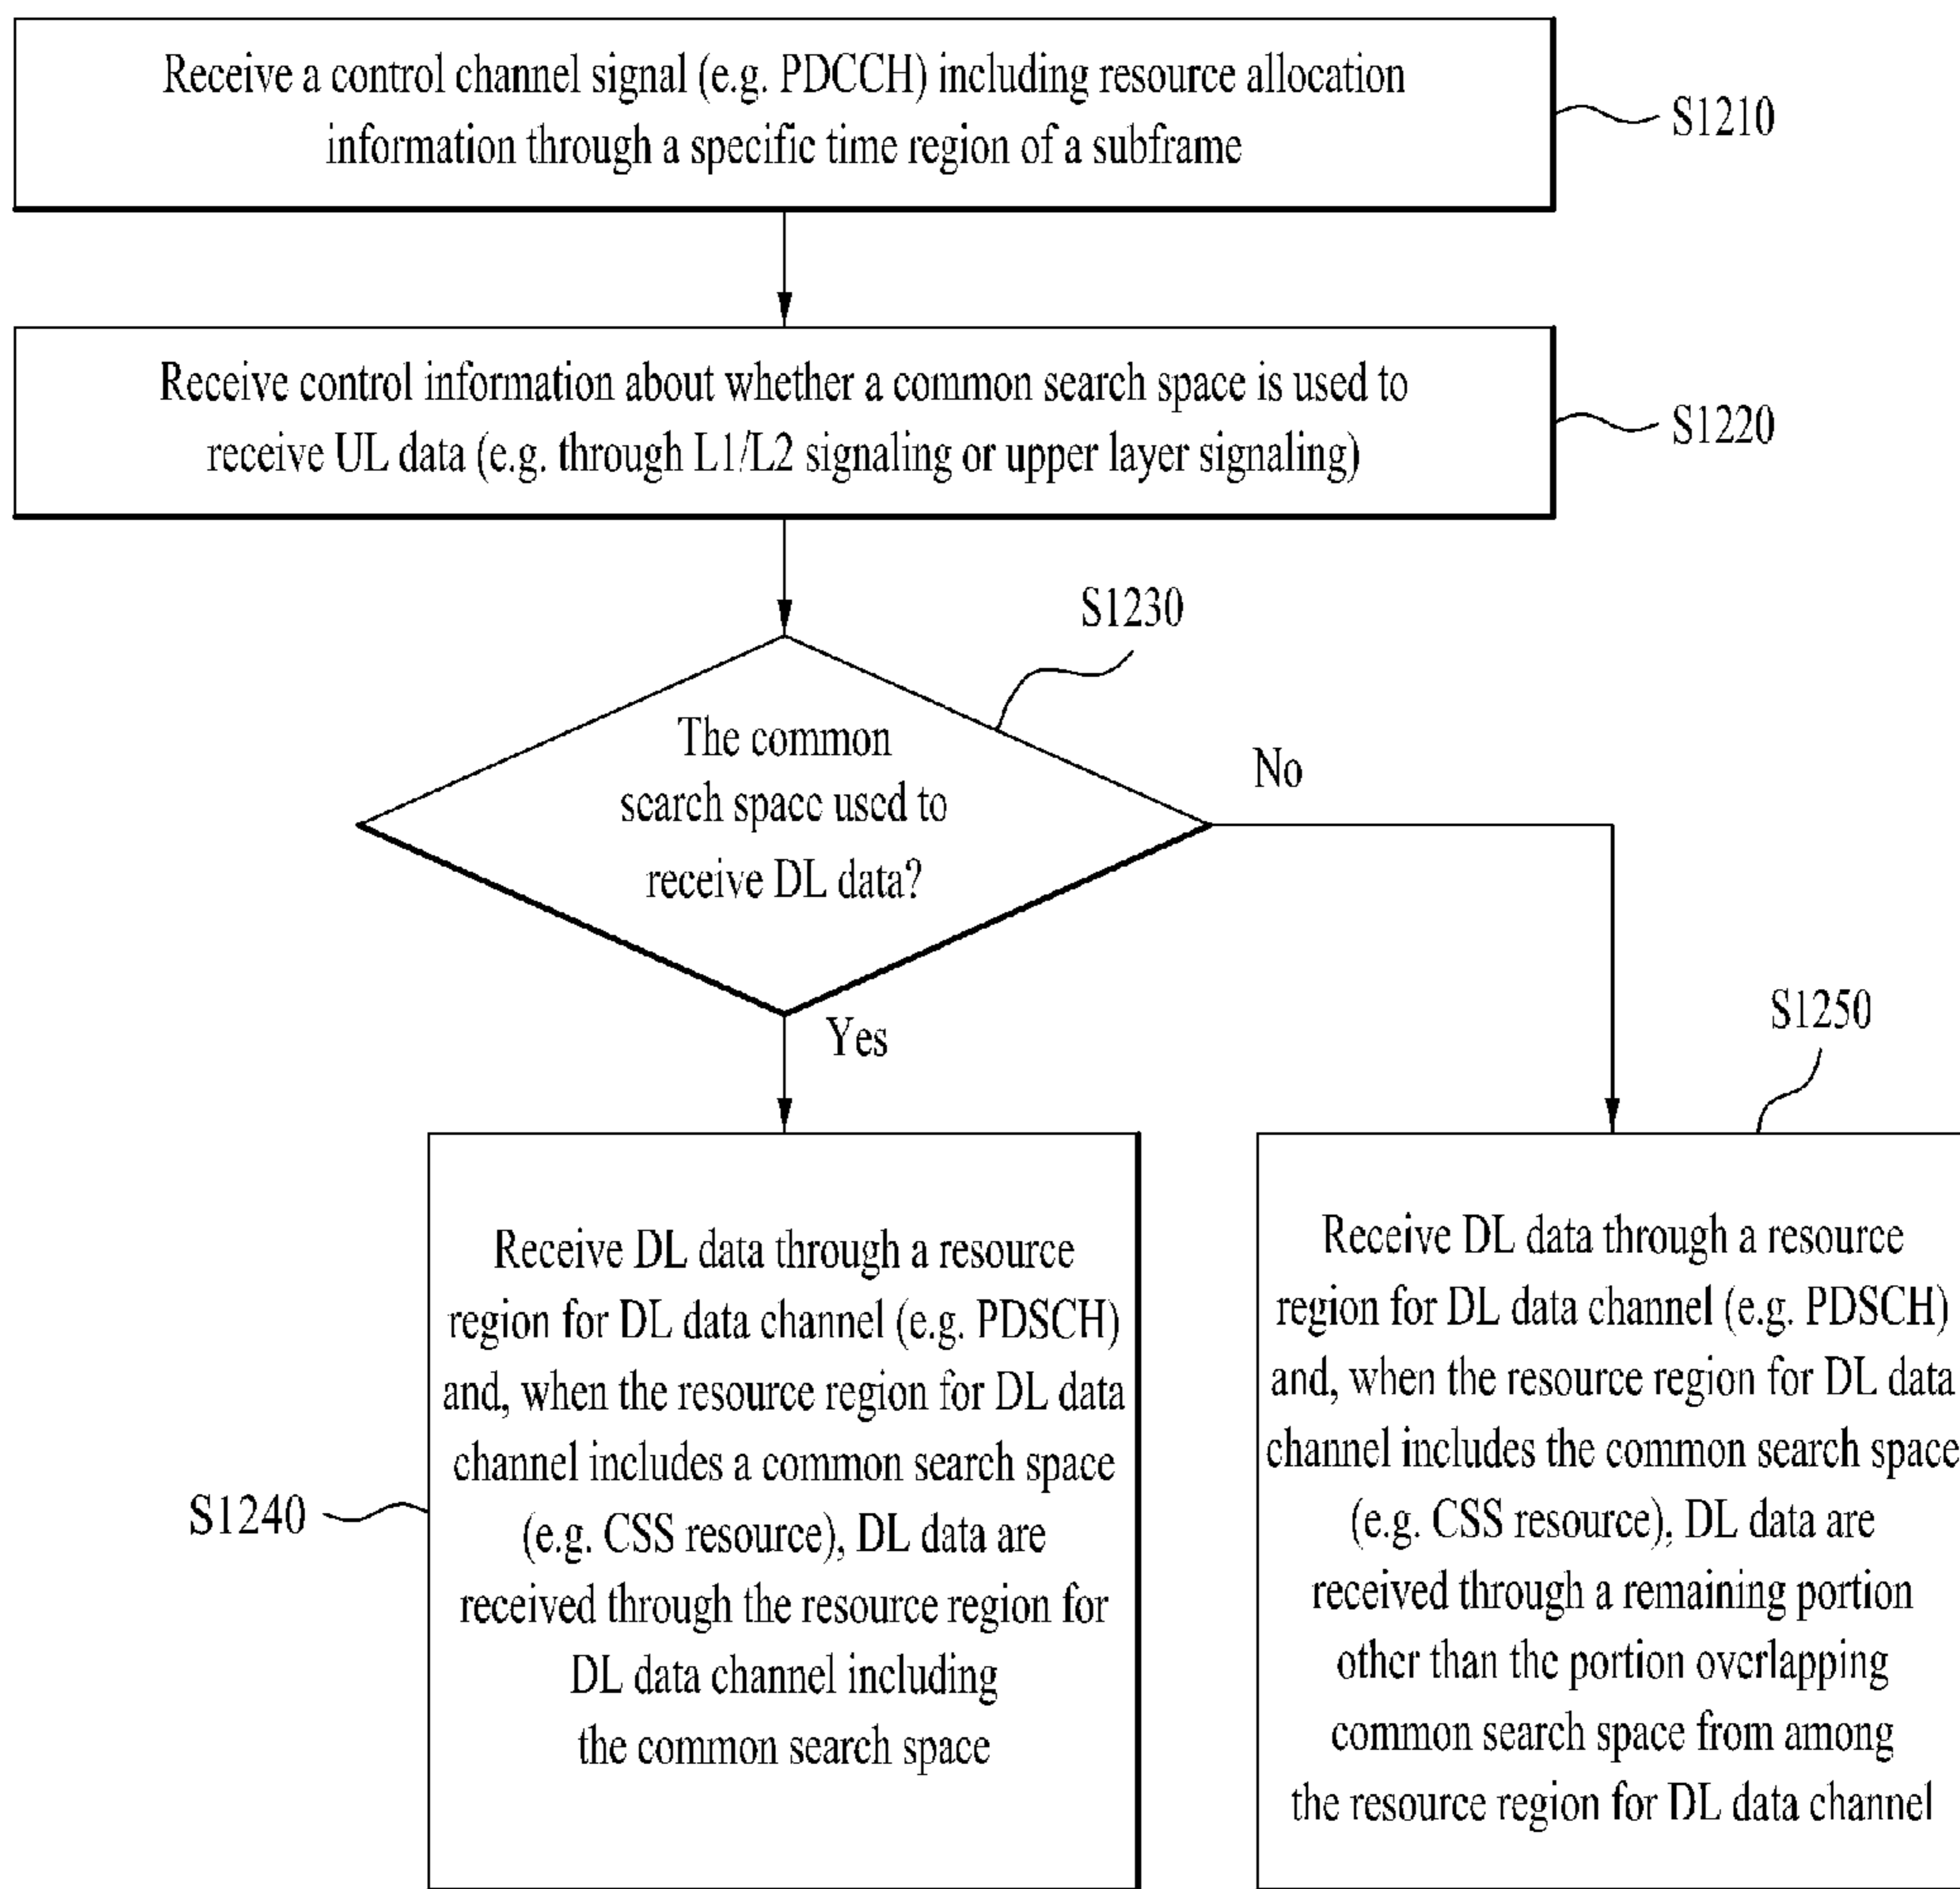 Receive a control channel signal (e.g. PDCCH) including resource allocation
information through a specific time region of a subframe
S1210
Receive control information about whether a common search space is used to
receive UL data (e.g. through L1/L2 signaling or upper layer signaling)
S1220
S1230
The common
search space used to
receive DL data?
No
Yes
S1250
Receive DL data through a resource
region for DL data channel (e.g. PDSCH)
and, when the resource region for DL data
channel includes a common search space
(e.g. CSS resource), DL data are
received through the resource region for
DL data channel including
the common search space
S1240
Receive DL data through a resource
region for DL data channel (e.g. PDSCH)
and, when the resource region for DL data
channel includes the common search space
(e.g. CSS resource), DL data are
received through a remaining portion
other than the portion overlapping
common search space from among
the resource region for DL data channel